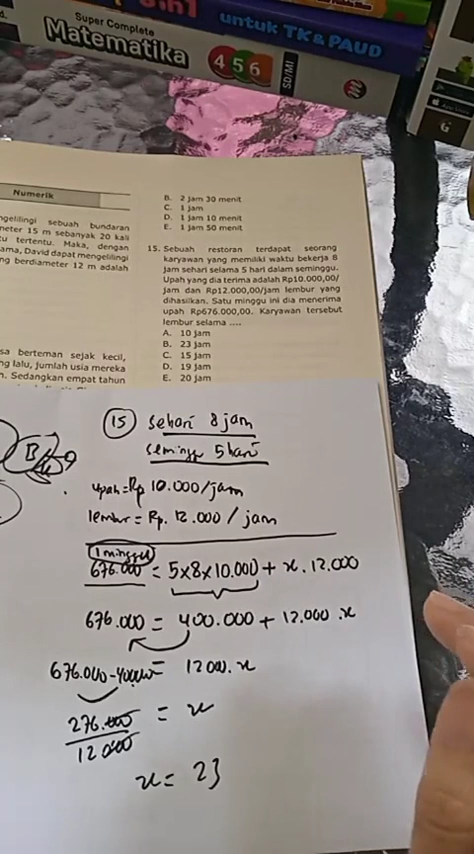 untuk TK & PAUD
Super Complete
Matematika
4 5 6
SD/MI
Numerik
ngelilingi sebuah bundaran
neter 15 m sebanyak 20 kali
tu tertentu. Maka, dengan
ama, David dapat mengelilingi
ng berdiameter 12 m adalah
sa berteman sejak kecil,
ng lalu, jumlah usia mereka
n. Sedangkan empat tahun
B. 2 jam 30 menit
C. 1 jam
D. 1 jam 10 menit
E. 1 jam 50 menit
15. Sebuah restoran terdapat seorang
karyawan yang memiliki waktu bekerja 8
jam sehari selama 5 hari dalam seminggu.
Upah yang dia terima adalah Rp10.000,00/
jam dan Rp12.000,00/jam lembur yang
dihasilkan. Satu minggu ini dia menerima
upah Rp676.000,00. Karyawan tersebut
lembur selama ....
A. 10 jam
B. 23 jam
C. 15 jam
D. 19 jam
E. 20 jam
15 Sehari 8 jam
Seminggu 5 hari
upah = Rp 10.000/jam
lembur = Rp. 12.000 / jam
1 minggu
676.000 = 5x8x10.000 + x . 12.000
676.000 = 400.000 + 12.000 . x
676.000 - 400.000 = 12.000 . x
276.000 = x
12.000
x = 23